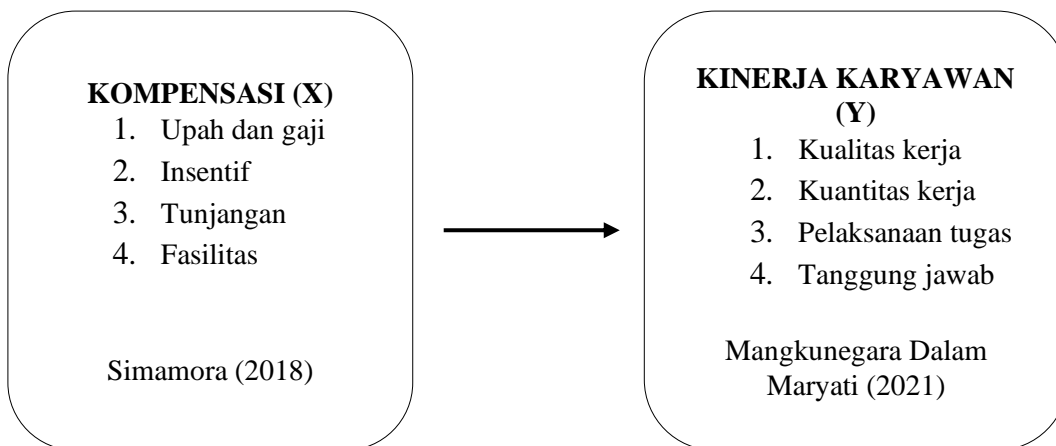 KOMPENSASI (X)
1. Upah dan gaji
2. Insentif
3. Tunjangan
4. Fasilitas
Simamora (2018)
KINERJA KARYAWAN
(Y)
1. Kualitas kerja
2. Kuantitas kerja
3. Pelaksanaan tugas
4. Tanggung jawab
Mangkunegara Dalam
Maryati (2021)